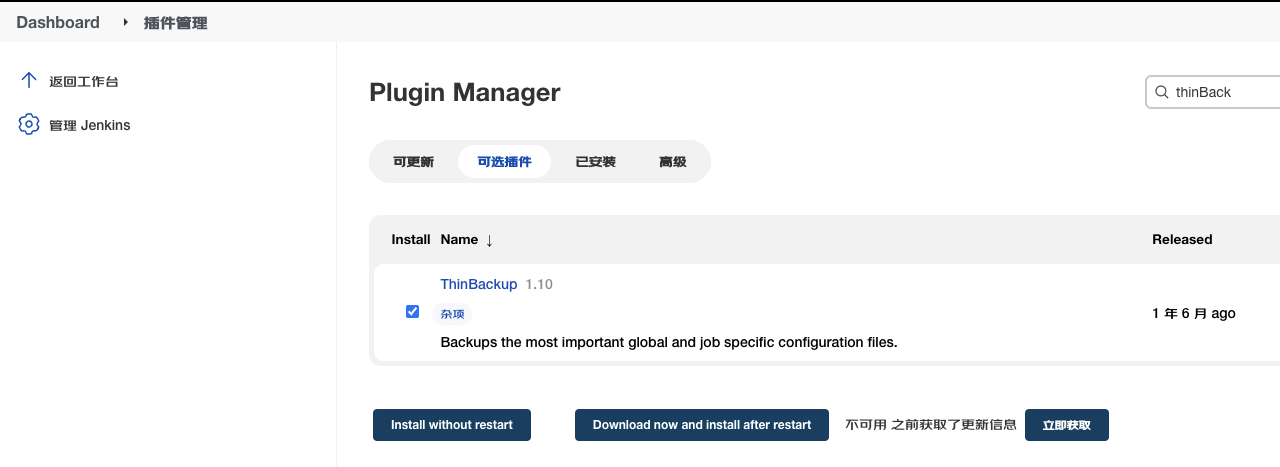 Dashboard 插件管理
返回工作台
管理 Jenkins
Plugin Manager
thinBack
可更新 可选插件 已安装 高级
Install Name ↓ Released
ThinBackup 1.10
杂项
1 年 6 月 ago
Backups the most important global and job specific configuration files.
Install without restart Download now and install after restart 不可用 之前获取了更新信息 立即获取